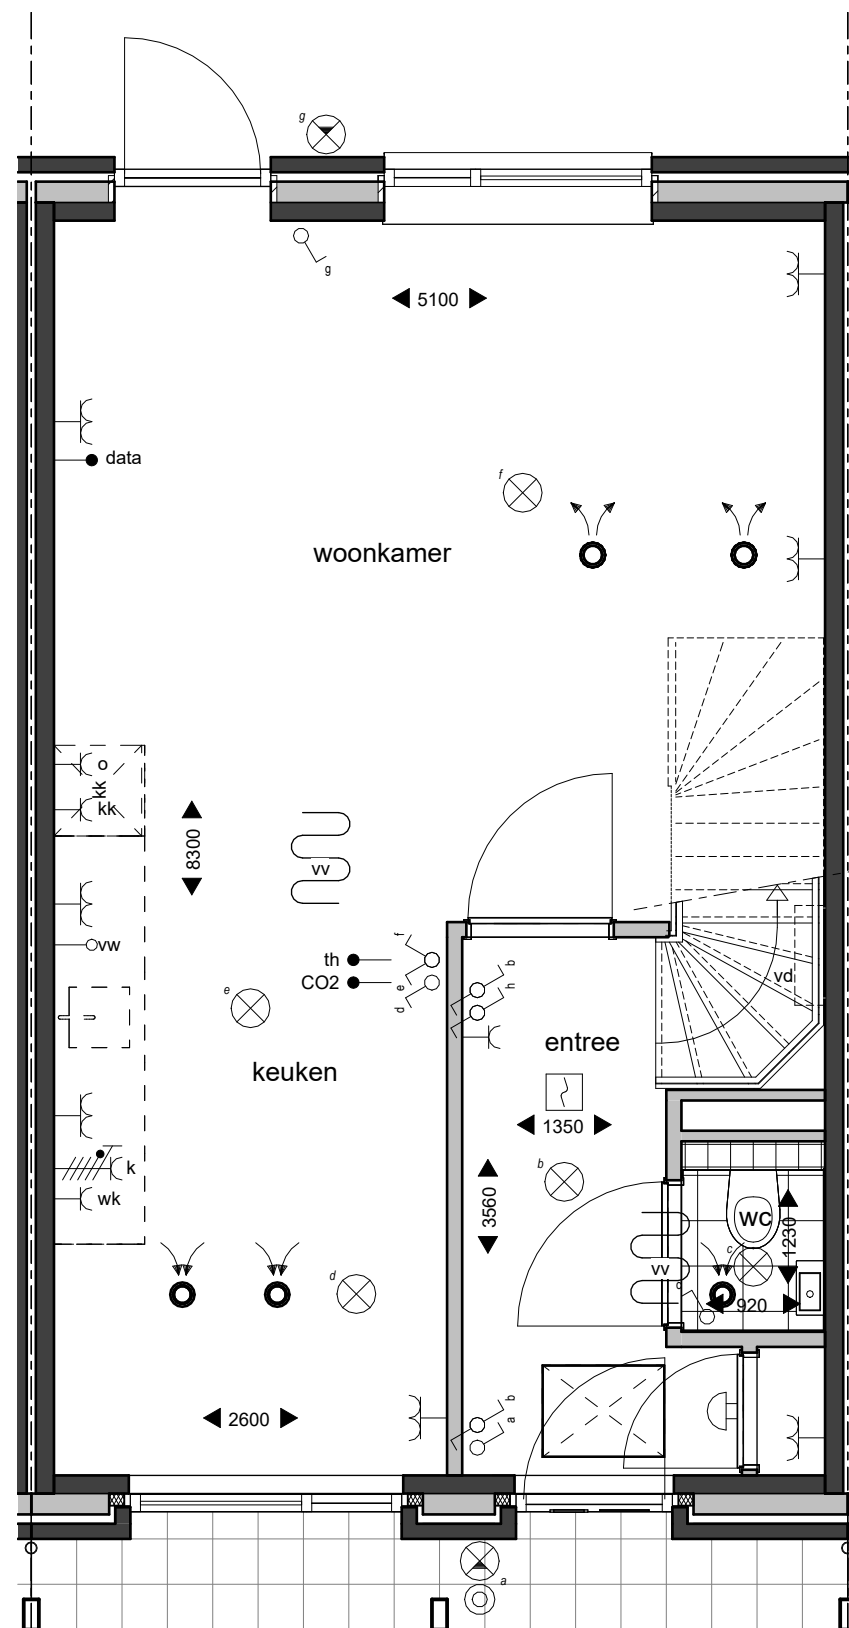 g
g
5100
data
f
woonkamer
o
kk
kk
8300
vv
vw
f
th
e
CO2
d
b
h
vd
e
entree
keuken
1350
k
b
wk
3560
WC
1230
c
vv
c
920
d
2600
b
a
a